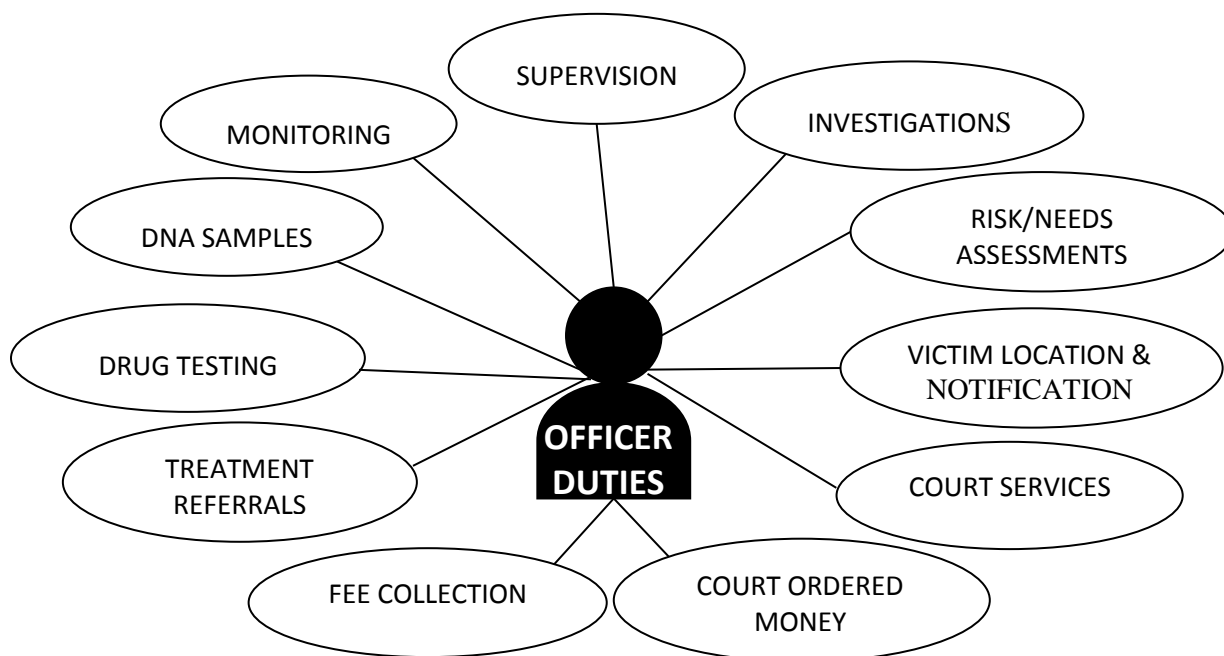 SUPERVISION
MONITORING
INVESTIGATIONS
DNA SAMPLES
RISK/NEEDS
ASSESSMENTS
DRUG TESTING
VICTIM LOCATION &
NOTIFICATION
OFFICER
DUTIES
TREATMENT
REFERRALS
COURT SERVICES
FEE COLLECTION
COURT ORDERED
MONEY